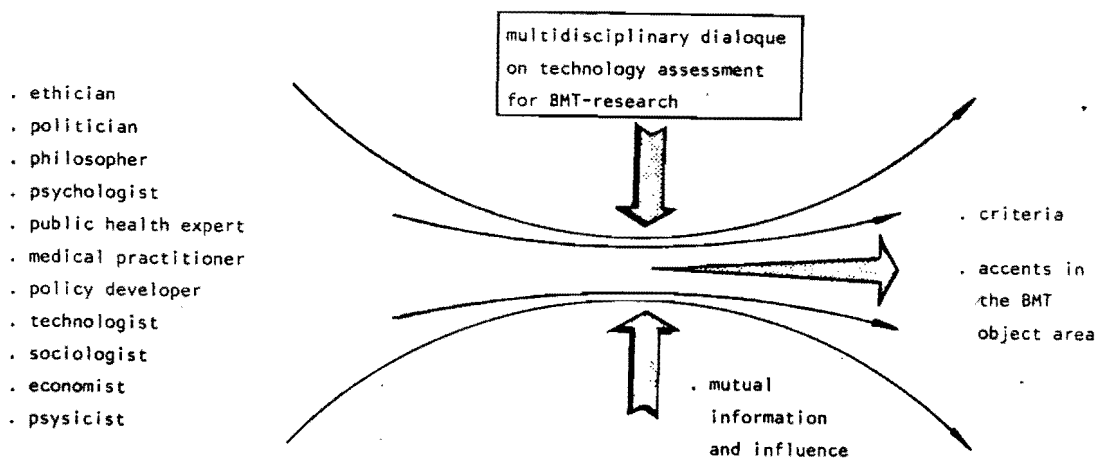 multidisciplinary dialoque
on technology assessment
for BMT-research
. ethician
. politician
. philosopher
. psychologist
. public health expert
. medical practitioner
. policy developer
. technologist
. sociologist
. economist
. psysicist
. criteria
. accents in
the BMT
object area
. mutual
information
and influence